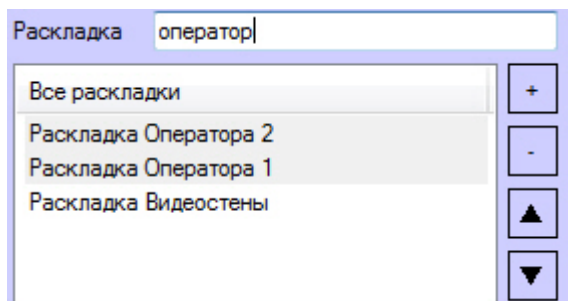 Раскладка оператор
Все раскладки +
Раскладка Оператора 2
-
Раскладка Оператора 1
Раскладка Видеостены ▲
▼